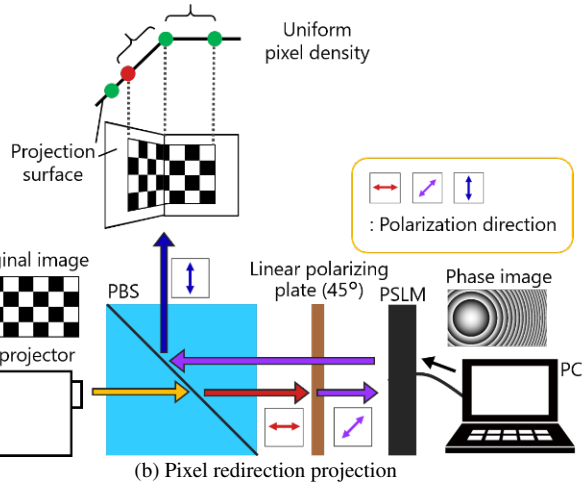 Uniform
pixel density
Projection
surface
: Polarization direction
ginal image
PBS
Linear polarizing
plate (45°)
PSLM
Phase image
projector
PC
(b) Pixel redirection projection